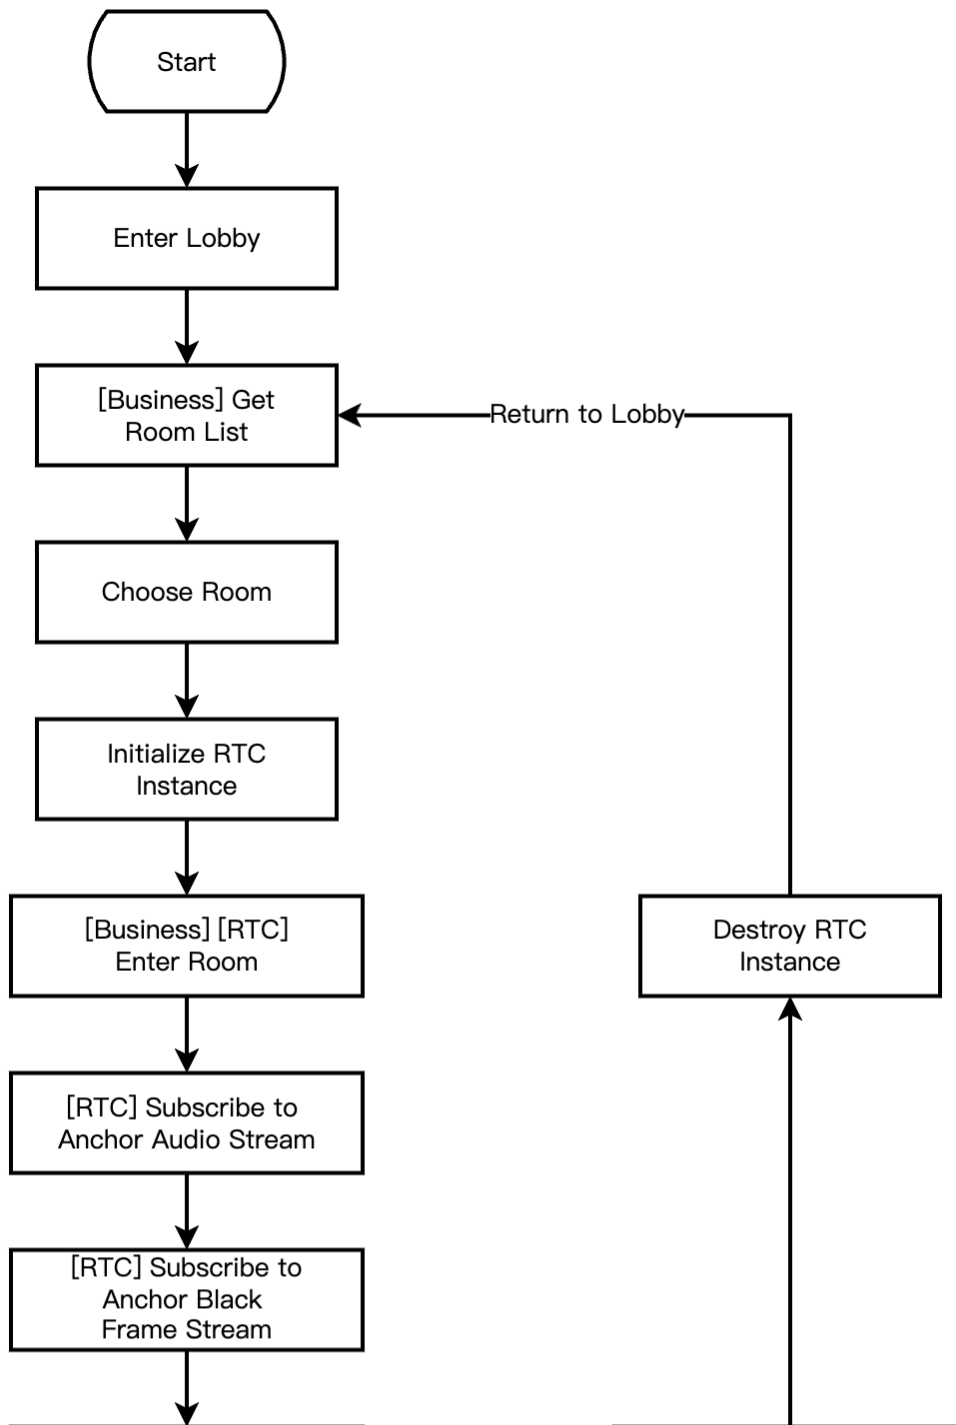 Start
Enter Lobby
[Business] Get
Room List
Return to Lobby
Choose Room
Initialize RTC
Instance
[Business] [RTC]
Enter Room
Destroy RTC
Instance
[RTC] Subscribe to
Anchor Audio Stream
[RTC] Subscribe to
Anchor Black
Frame Stream